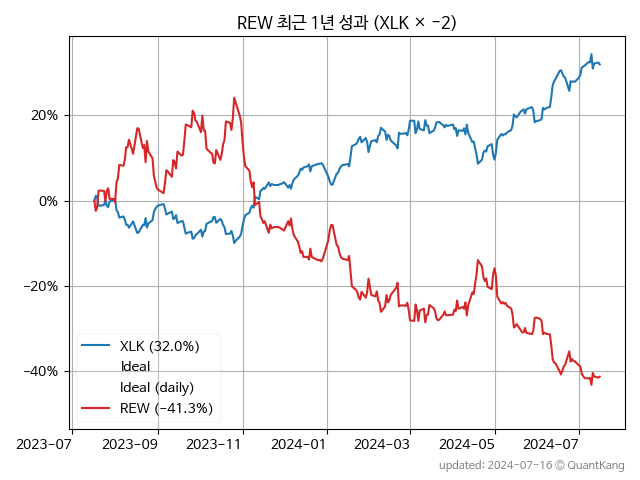 REW 최근 1년 성과 (XLK × −2)
20%
0%
−20%
−40%
XLK (32.0%)
Ideal
Ideal (daily)
REW (−41.3%)
2023−07
2023−09
2023−11
2024−01
2024−03
2024−05
2024−07
updated: 2024-07-16 © QuantKang